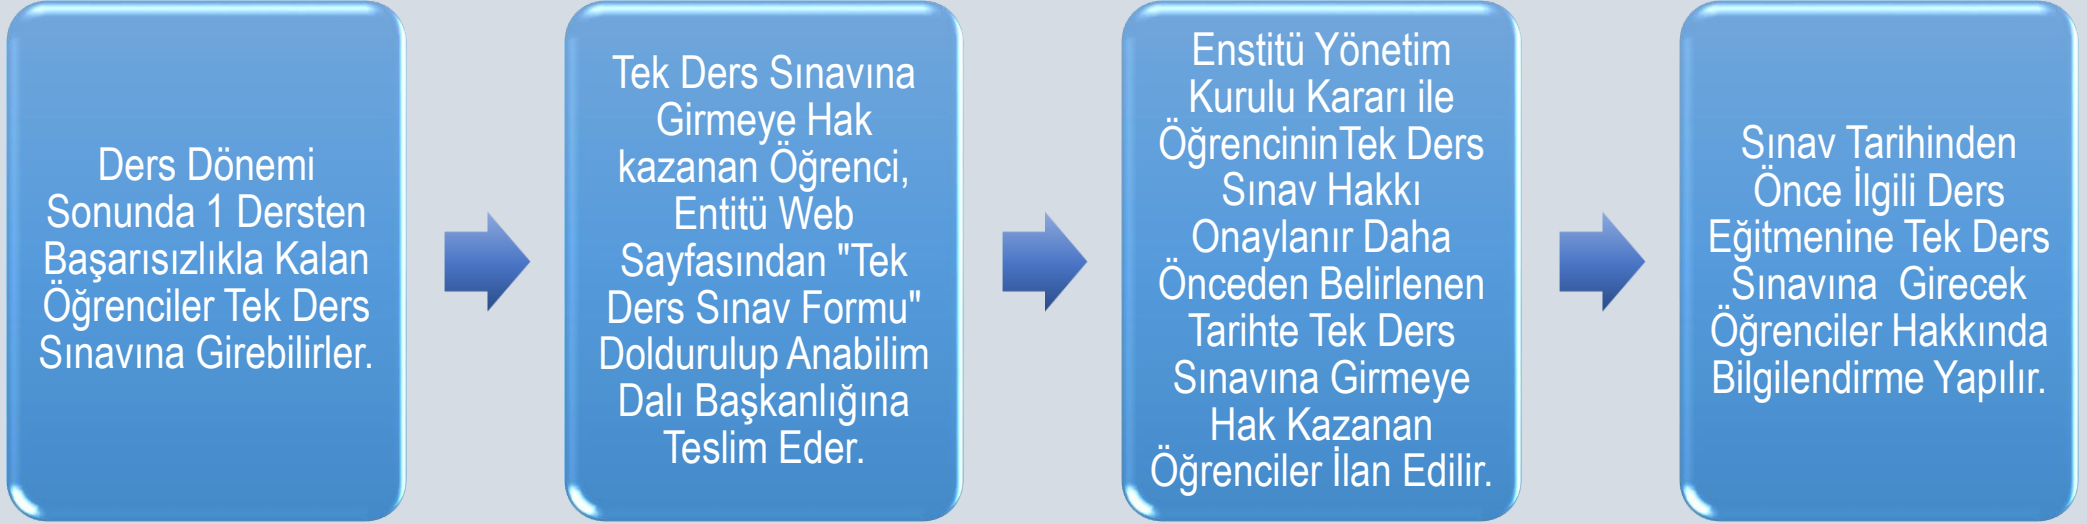 Ders Dönemi
Sonunda 1 Dersten
Başarısızlıkla Kalan
Öğrenciler Tek Ders
Sınavına Girebilirler.
Tek Ders Sınavına
Girmeye Hak
kazanan Öğrenci,
Entitü Web
Sayfasından "Tek
Ders Sınav Formu"
Doldurulup Anabilim
Dalı Başkanlığına
Teslim Eder.
Enstitü Yönetim
Kurulu Kararı ile
ÖğrencininTek Ders
Sınav Hakkı
Onaylanır Daha
Önceden Belirlenen
Tarihte Tek Ders
Sınavına Girmeye
Hak Kazanan
Öğrenciler İlan Edilir.
Sınav Tarihinden
Önce İlgili Ders
Eğitmenine Tek Ders
Sınavına  Girecek
Öğrenciler Hakkında
Bilgilendirme Yapılır.